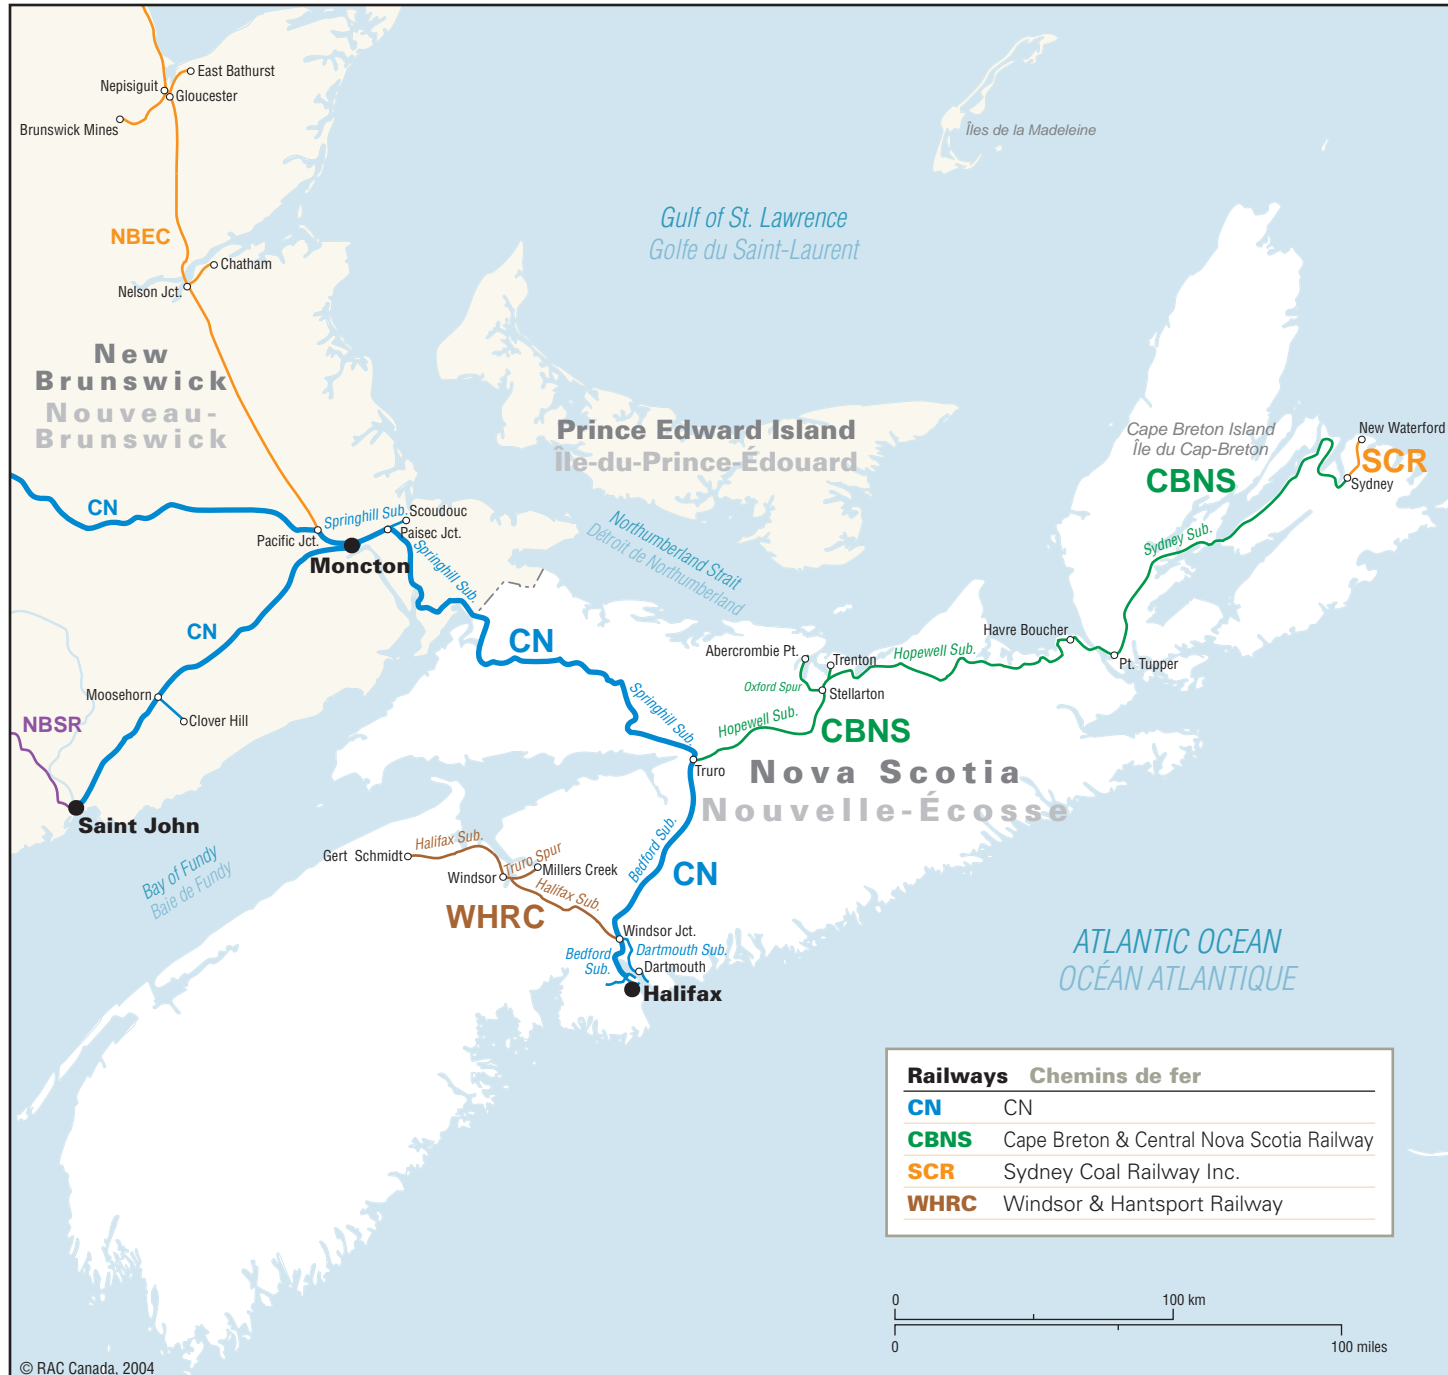 East Bathurst
Nepisiguit
Gloucester
Brunswick Mines
Îles de la Madeleine
Gulf of St. Lawrence
Golfe du Saint-Laurent
NBEC
Chatham
Nelson Jct.
New
Brunswick
Nouveau-
Brunswick
Prince Edward Island
Île-du-Prince-Édouard
Cape Breton Island
Île du Cap-Breton
CBNS
New Waterford
SCR
Sydney
CN
Springhill Sub.
Scoudouc
Pacific Jct.
Paisec Jct.
Moncton
Springhill Sub.
Northumberland Strait
Détroit de Northumberland
Sydney Sub.
CN
CN
Havre Boucher
Abercrombie Pt.
Trenton
Hopewell Sub.
Pt. Tupper
Oxford Spur
Stellarton
Moosehorn
Clover Hill
Springhill Sub.
Hopewell Sub.
NBSR
CBNS
Truro
Nova Scotia
Nouvelle-Écosse
Saint John
Halifax Sub.
Bedford Sub.
Gert Schmidt
Truro Spur
Millers Creek
Windsor
CN
Bay of Fundy
Baie de Fundy
Halifax Sub.
WHRC
Windsor Jct.
Bedford
Sub.
Dartmouth Sub.
Dartmouth
Halifax
ATLANTIC OCEAN
OCÉAN ATLANTIQUE
Railways Chemins de fer
CN CN
CBNS Cape Breton & Central Nova Scotia Railway
SCR Sydney Coal Railway Inc.
WHRC Windsor & Hantsport Railway
0 100 km
0 100 miles
© RAC Canada, 2004